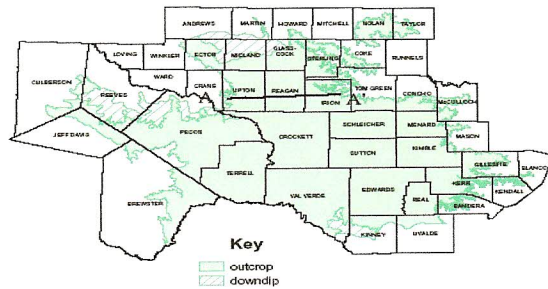 ANDREWS MARTIN HOWARD MITCHELL NOLAN TAYLOR
LOVING WINKLER ECTOR MIDLAND GLASS-
COCK STERLING COKE RUNNELS
CULBERSON REEVES WARD CRANE UPTON REAGAN IRION TOM GREEN CONCHO McCULLOCH
A A
JEFF DAVIS PECOS CROCKETT SCHLEICHER MENARD MASON
SUTTON KIMBLE GILLESPIE BLANCO
TERRELL VAL VERDE EDWARDS REAL KERR KENDALL
BREWSTER BANDERA
KINNEY UVALDE
Key
outcrop
downdip